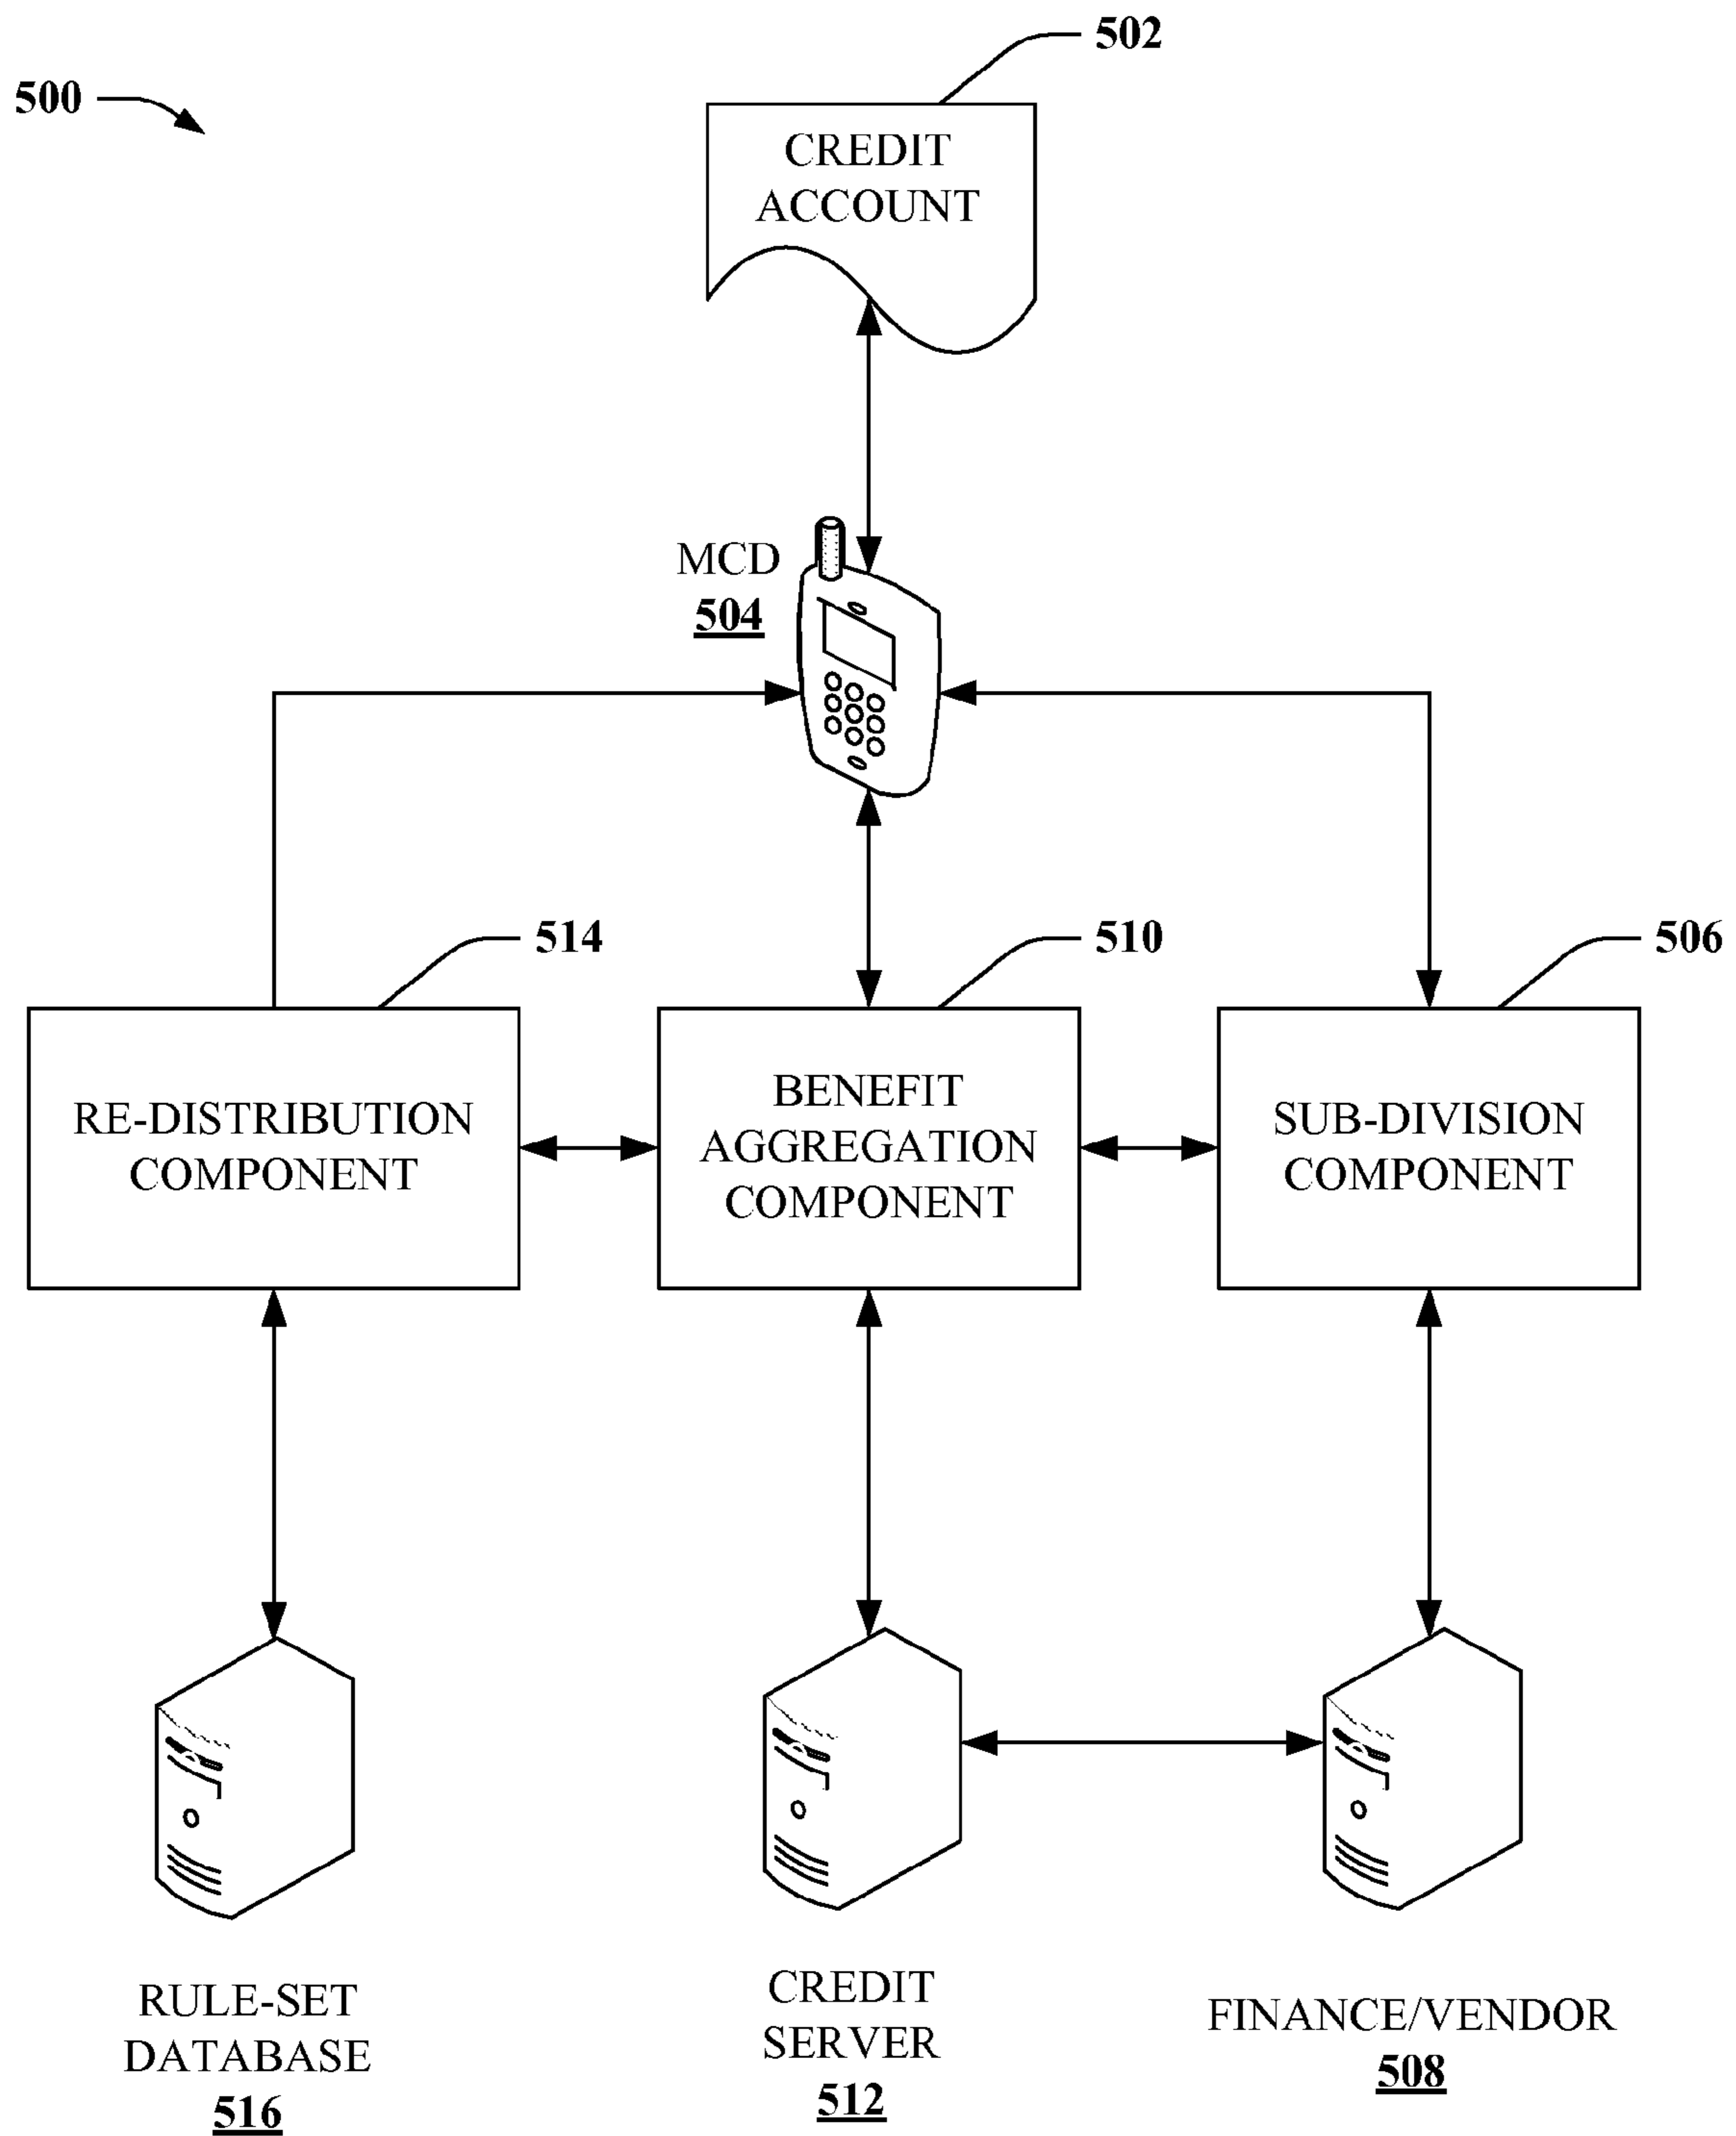 502
500
CREDIT
ACCOUNT
MCD
504
514
510
506
RE-DISTRIBUTION
COMPONENT
BENEFIT
AGGREGATION
COMPONENT
SUB-DIVISION
COMPONENT
RULE-SET
DATABASE
516
CREDIT
SERVER
512
FINANCE/VENDOR
508